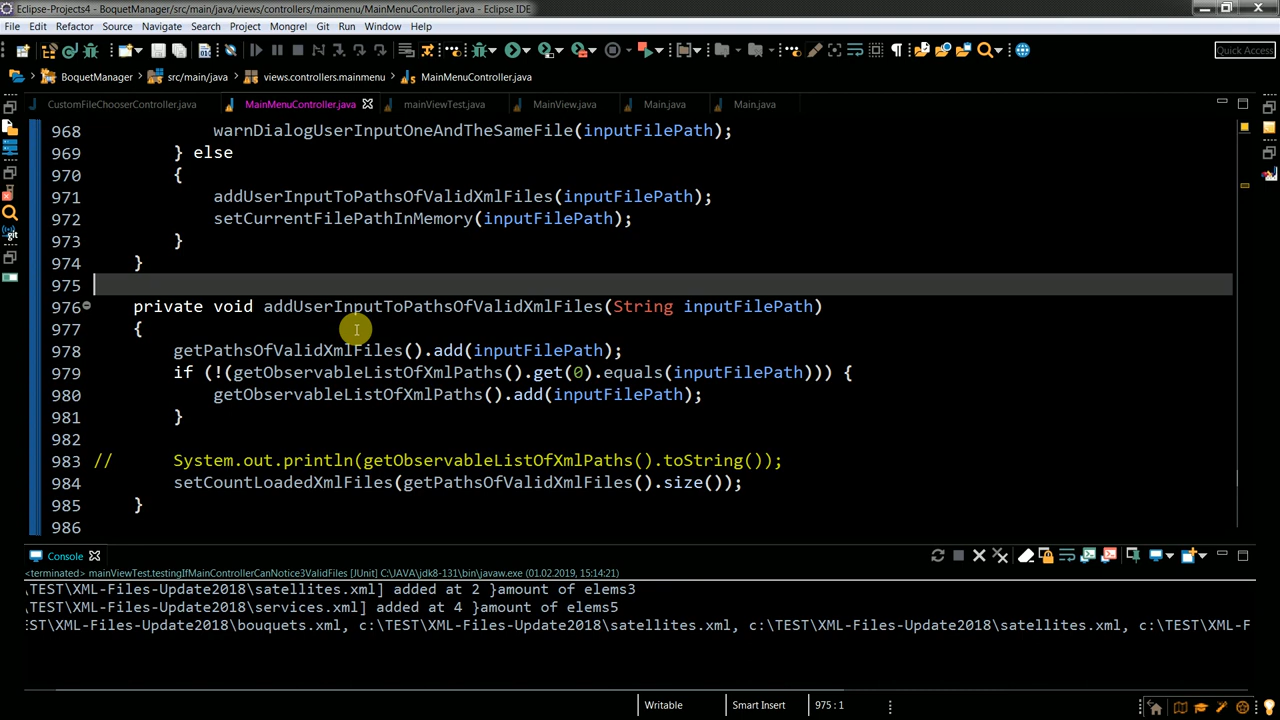 Eclipse-Projects4 - BoquetManager/src/main/java/views/controllers/mainmenu/MainMenuController.java - Eclipse IDE
File Edit Refactor Source Navigate Search Project Mongrel Git Run Window Help
Quick Access
BoquetManager src/main/java views.controllers.mainmenu MainMenuController.java
CustomFileChooserController.java MainMenuController.java mainViewTest.java MainView.java Main.java Main.java
968 warnDialogUserInputOneAndTheSameFile(inputFilePath);
969 } else
970 {
971 addUserInputToPathsOfValidXmlFiles(inputFilePath);
972 setCurrentFilePathInMemory(inputFilePath);
973 }
974 }
975
976 private void addUserInputToPathsOfValidXmlFiles(String inputFilePath)
977 {
978 getPathsOfValidXmlFiles().add(inputFilePath);
979 if (!(getObservableListOfXmlPaths().get(0).equals(inputFilePath))) {
980 getObservableListOfXmlPaths().add(inputFilePath);
981 }
982
983 // System.out.println(getObservableListOfXmlPaths().toString());
984 setCountLoadedXmlFiles(getPathsOfValidXmlFiles().size());
985 }
986
Console
<terminated> mainViewTest.testingIfMainControllerCanNotice3ValidFiles [JUnit] C:\JAVA\jdk8-131\bin\javaw.exe (01.02.2019, 15:14:21)
\TEST\XML-Files-Update2018\satellites.xml] added at 2 }amount of elems3
\TEST\XML-Files-Update2018\services.xml] added at 4 }amount of elems5
EST\XML-Files-Update2018\bouquets.xml, c:\TEST\XML-Files-Update2018\satellites.xml, c:\TEST\XML-Files-Update2018\satellites.xml, c:\TEST\XML-F
Writable Smart Insert 975 : 1